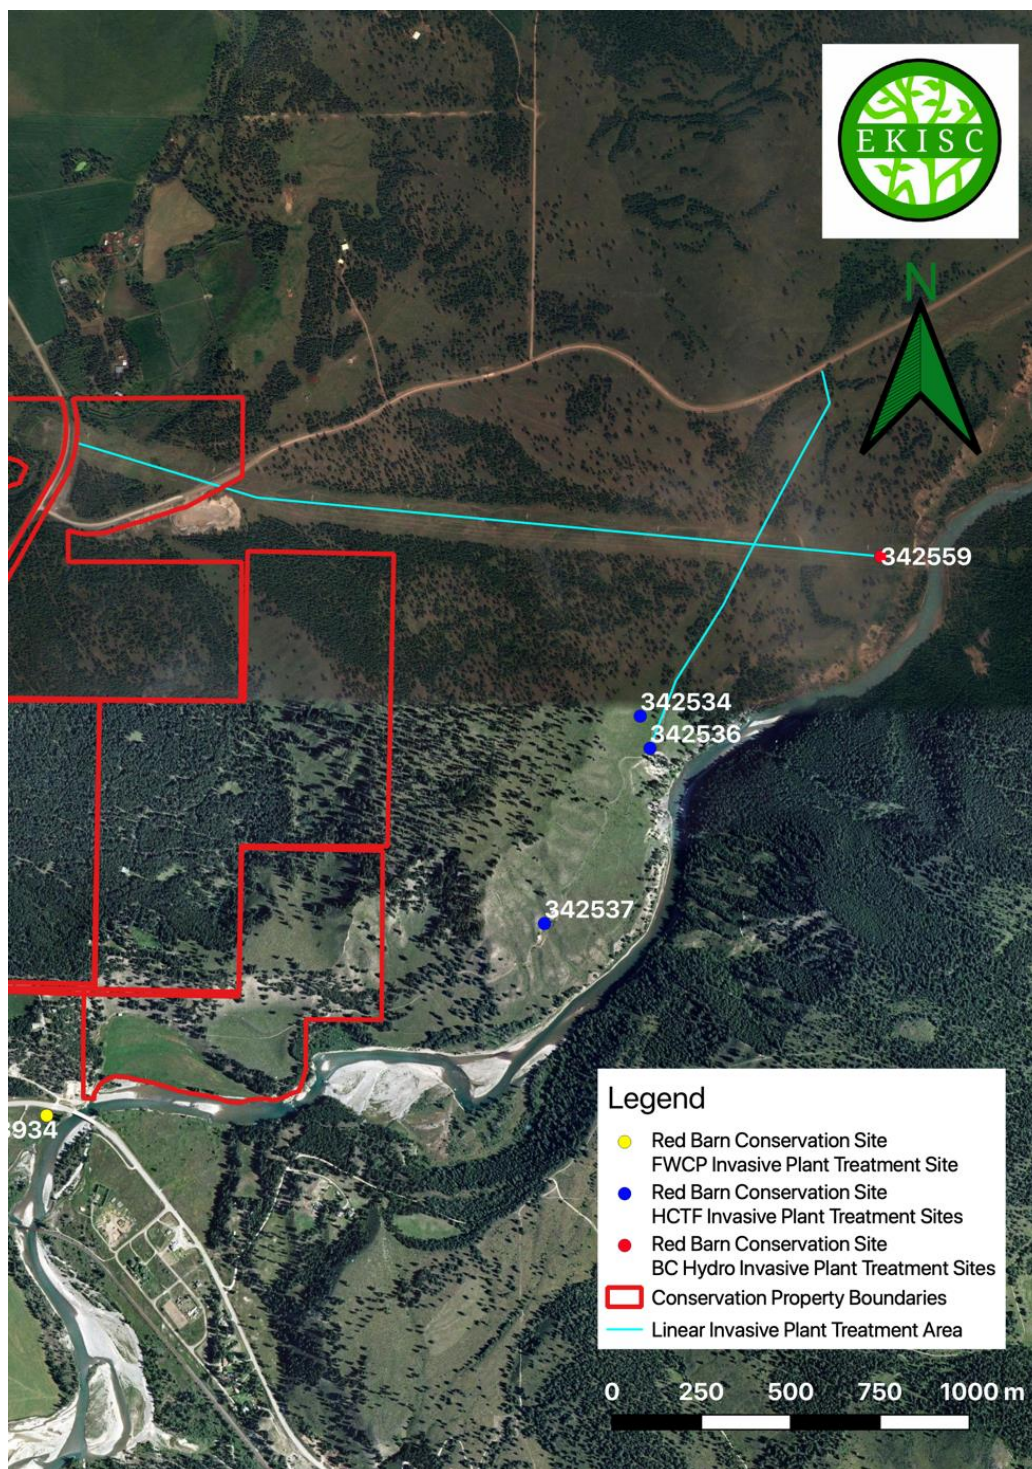 EKISC
N
342559
342534
342536
342537
3934
Legend
Red Barn Conservation Site
FWCP Invasive Plant Treatment Site
Red Barn Conservation Site
HCTF Invasive Plant Treatment Sites
Red Barn Conservation Site
BC Hydro Invasive Plant Treatment Sites
Conservation Property Boundaries
Linear Invasive Plant Treatment Area
0 250 500 750 1000 m